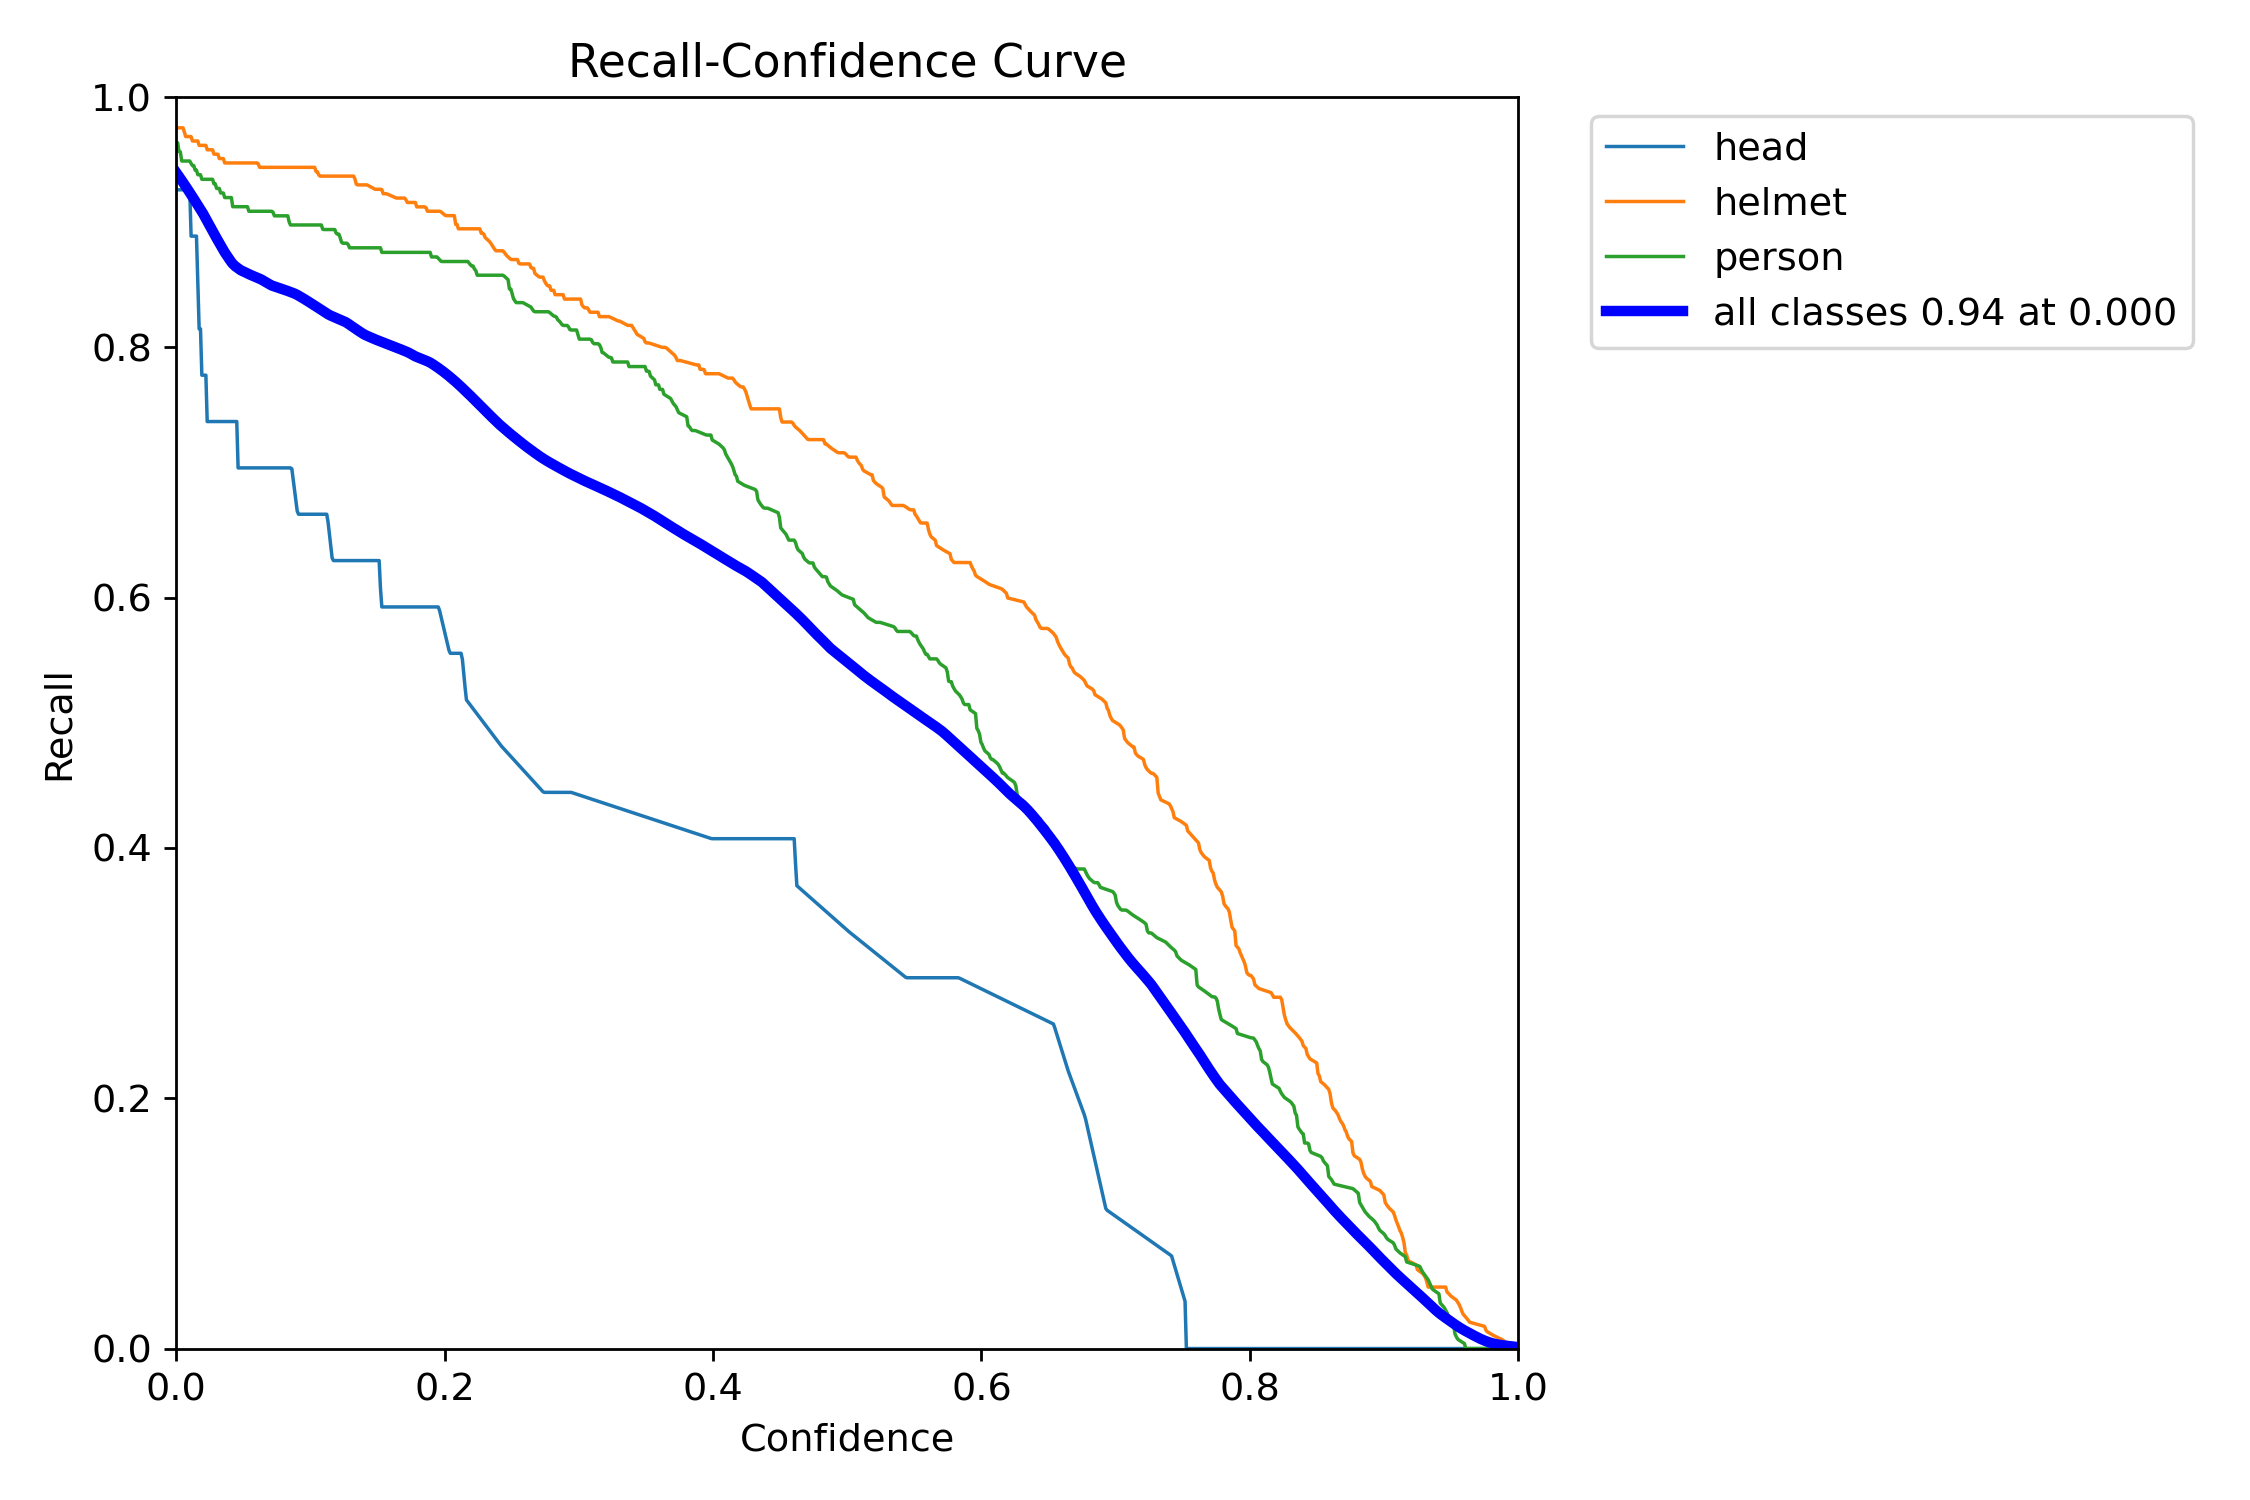 Recall-Confidence Curve
1.0
0.8
0.6
0.4
0.2
0.0
Recall
0.0 0.2 0.4 0.6 0.8 1.0
Confidence
head
helmet
person
all classes 0.94 at 0.000